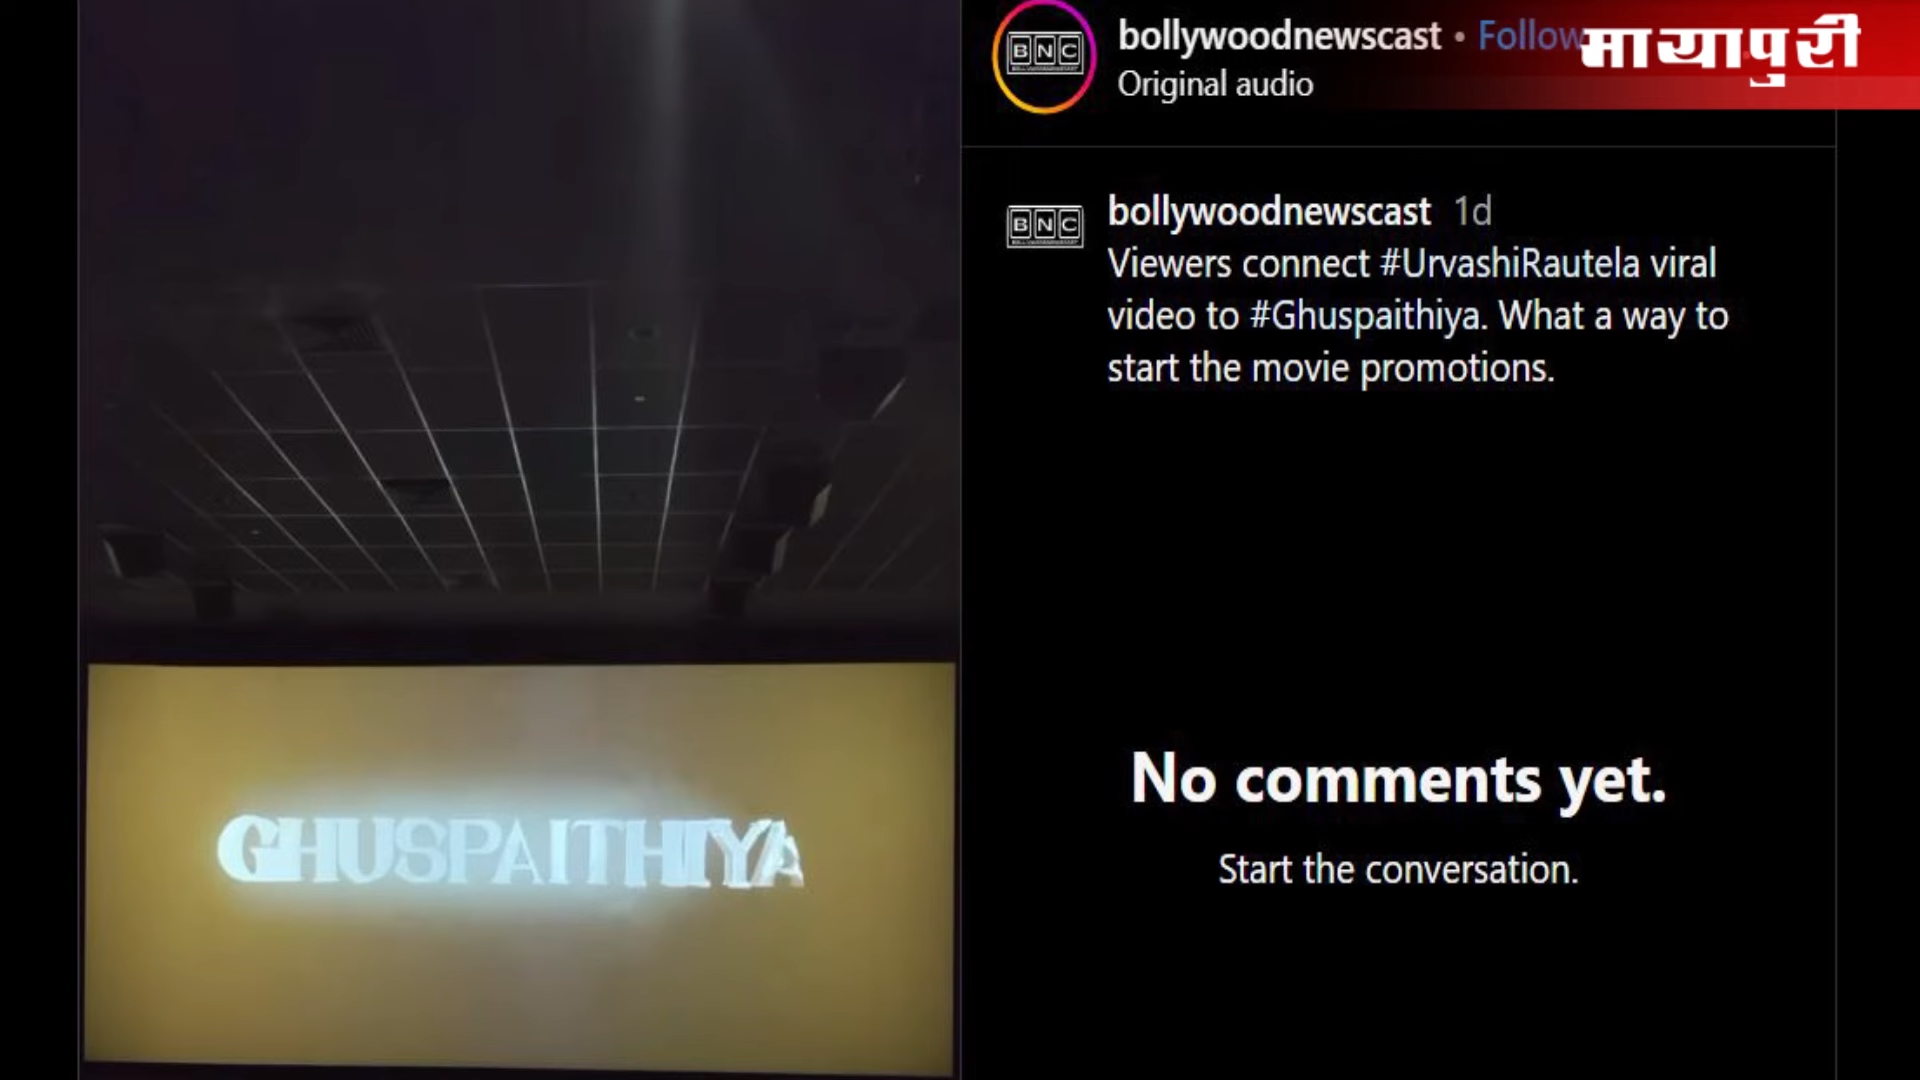 GHUSPAITHIYA
BNC
bollywoodnewscast • Follow
Original audio
मायापुरी
BNC
bollywoodnewscast 1d
Viewers connect #UrvashiRautela viral
video to #Ghuspaithiya. What a way to
start the movie promotions.
No comments yet.
Start the conversation.